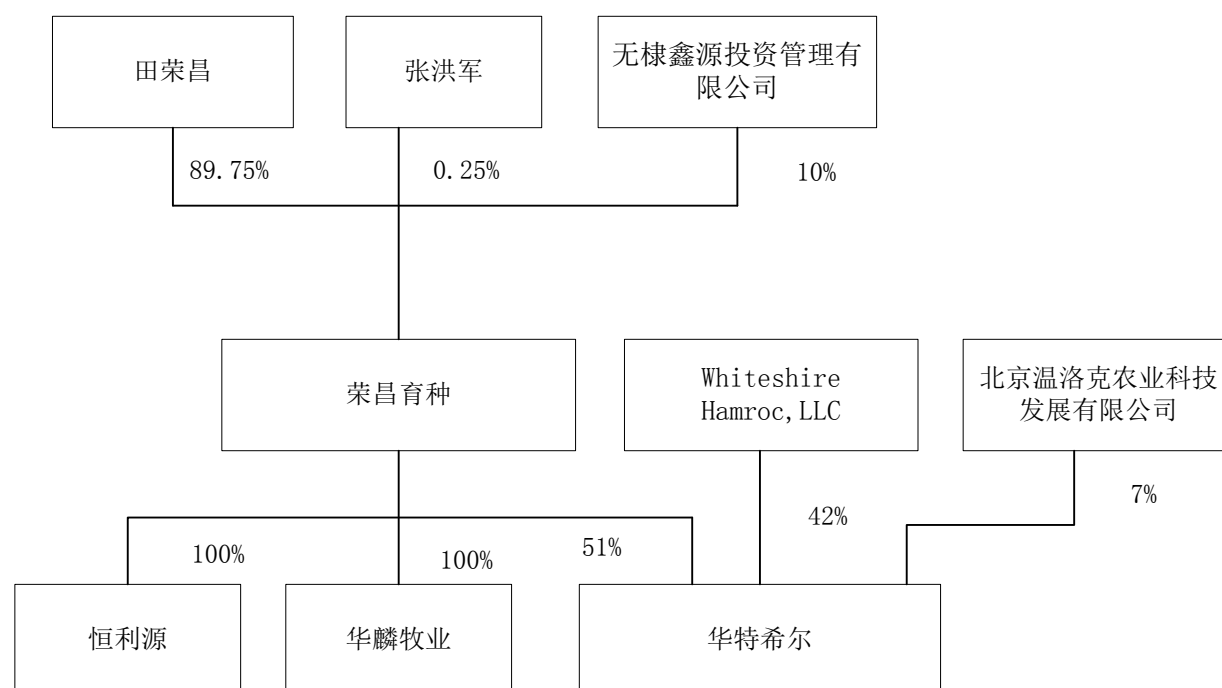 田荣昌
张洪军
无棣鑫源投资管理有
限公司
89.75%
0.25%
10%
荣昌育种
Whiteshire
Hamroc,LLC
北京温洛克农业科技
发展有限公司
7%
42%
51%
100%
100%
恒利源
华麟牧业
华特希尔